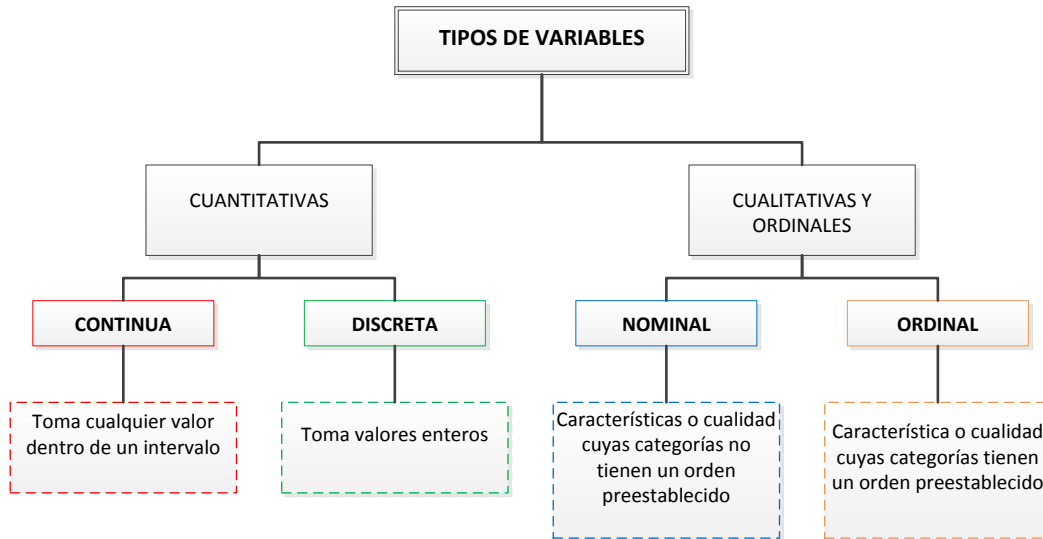 TIPOS DE VARIABLES
CUANTITATIVAS
CUALITATIVAS Y
ORDINALES
CONTINUA
DISCRETA
NOMINAL
ORDINAL
Toma cualquier valor
dentro de un intervalo
Toma valores enteros
Características o cualidad
cuyas categorías no
tienen un orden
preestablecido
Característica o cualidad
cuyas categorías tienen
un orden preestablecido